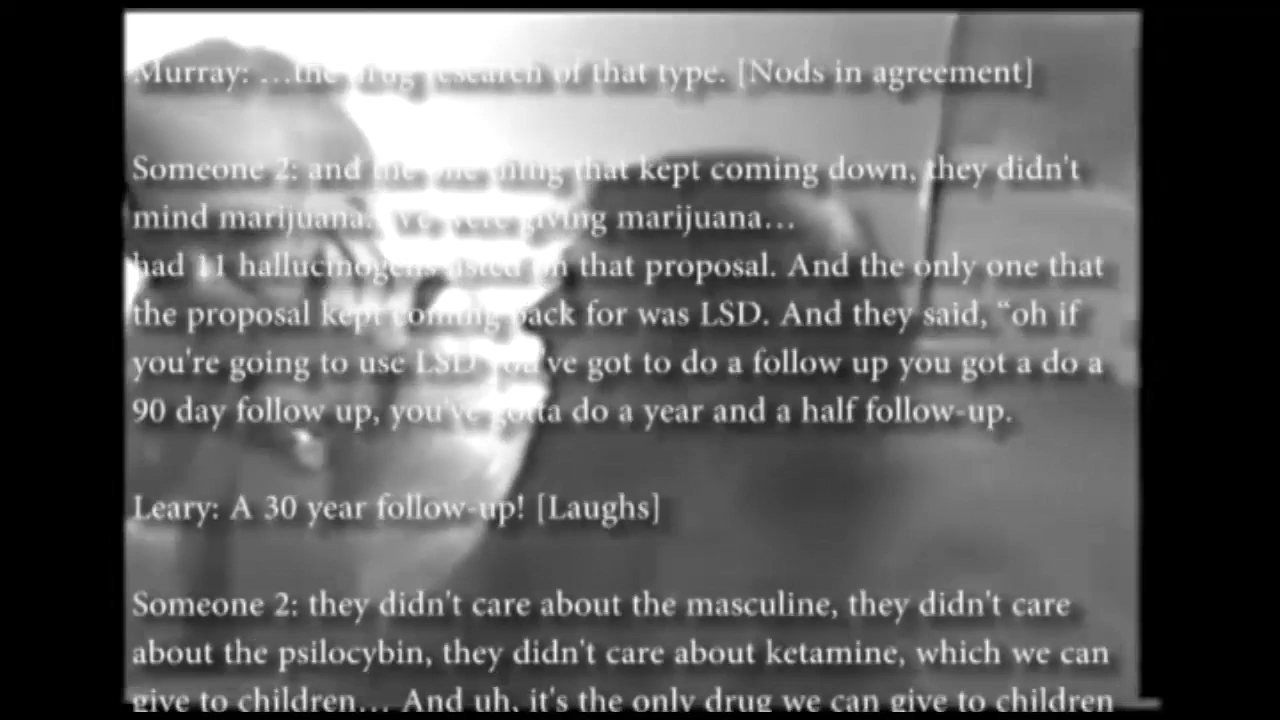 Murray: …the drug research of that type. [Nods in agreement]
Someone 2: and the one thing that kept coming down, they didn't
mind marijuana. We were giving marijuana…
had 11 hallucinogens listed on that proposal. And the only one that
the proposal kept coming back for was LSD. And they said, “oh if
you're going to use LSD you've got to do a follow up you got a do a
90 day follow up, you've gotta do a year and a half follow-up.
Leary: A 30 year follow-up! [Laughs]
Someone 2: they didn't care about the masculine, they didn't care
about the psilocybin, they didn't care about ketamine, which we can
give to children… And uh, it's the only drug we can give to children